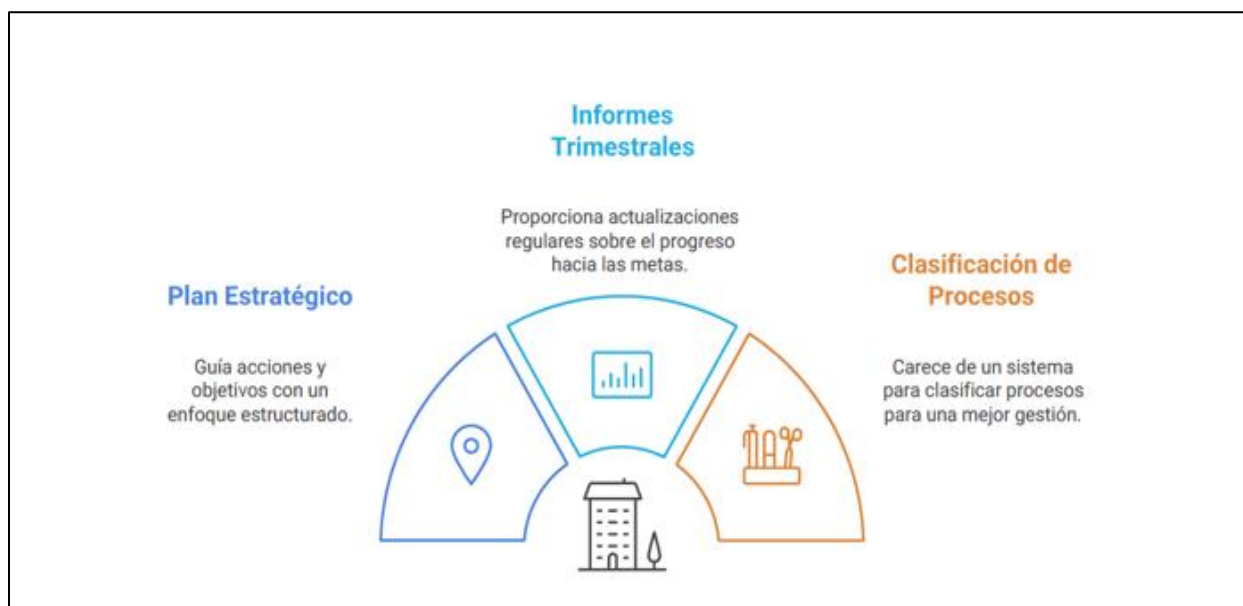 Informes
Trimestrales
Proporciona actualizaciones
regulares sobre el progreso
hacia las metas.
Plan Estratégico
Guía acciones y
objetivos con un
enfoque estructurado.
Clasificación de
Procesos
Carece de un sistema
para clasificar procesos
para una mejor gestión.